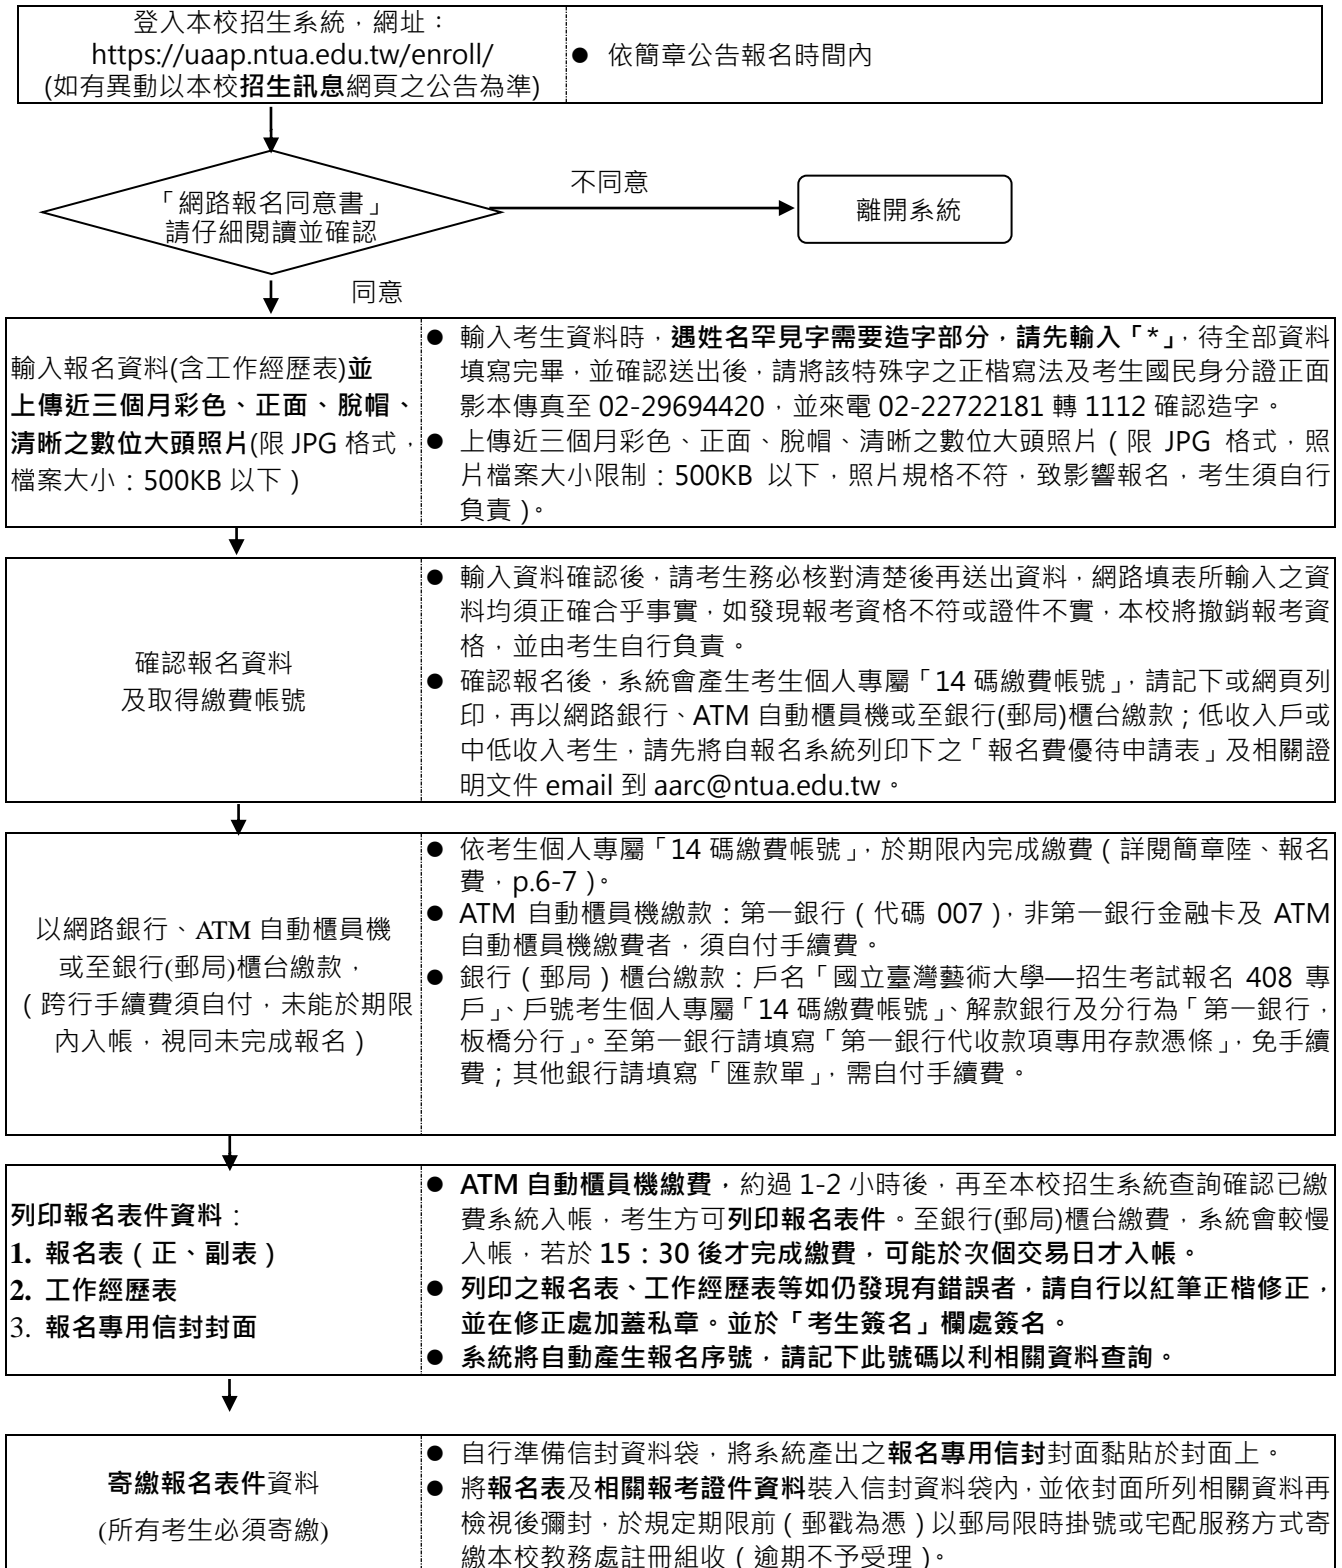 登入本校招生系統，網址：
https://uaap.ntua.edu.tw/enroll/
(如有異動以本校招生訊息網頁之公告為準)
● 依簡章公告報名時間內
「網路報名同意書」
請仔細閱讀並確認
不同意
離開系統
同意
輸入報名資料(含工作經歷表)並
上傳近三個月彩色、正面、脫帽、
清晰之數位大頭照片(限 JPG 格式，
檔案大小：500KB 以下）
● 輸入考生資料時，遇姓名罕見字需要造字部分，請先輸入「*」，待全部資料
填寫完畢，並確認送出後，請將該特殊字之正楷寫法及考生國民身分證正面
影本傳真至 02-29694420，並來電 02-22722181 轉 1112 確認造字。
● 上傳近三個月彩色、正面、脫帽、清晰之數位大頭照片（限 JPG 格式，照
片檔案大小限制：500KB 以下，照片規格不符，致影響報名，考生須自行
負責）。
確認報名資料
及取得繳費帳號
● 輸入資料確認後，請考生務必核對清楚後再送出資料，網路填表所輸入之資
料均須正確合乎事實，如發現報考資格不符或證件不實，本校將撤銷報考資
格，並由考生自行負責。
● 確認報名後，系統會產生考生個人專屬「14 碼繳費帳號」，請記下或網頁列
印，再以網路銀行、ATM 自動櫃員機或至銀行(郵局)櫃台繳款；低收入戶或
中低收入考生，請先將自報名系統列印下之「報名費優待申請表」及相關證
明文件 email 到 aarc@ntua.edu.tw。
以網路銀行、ATM 自動櫃員機
或至銀行(郵局)櫃台繳款，
（跨行手續費須自付，未能於期限
內入帳，視同未完成報名）
● 依考生個人專屬「14 碼繳費帳號」，於期限內完成繳費（詳閱簡章陸、報名
費，p.6-7）。
● ATM 自動櫃員機繳款：第一銀行（代碼 007），非第一銀行金融卡及 ATM
自動櫃員機繳費者，須自付手續費。
● 銀行（郵局）櫃台繳款：戶名「國立臺灣藝術大學—招生考試報名 408 專
戶」、戶號考生個人專屬「14 碼繳費帳號」、解款銀行及分行為「第一銀行，
板橋分行」。至第一銀行請填寫「第一銀行代收款項專用存款憑條」，免手續
費；其他銀行請填寫「匯款單」，需自付手續費。
列印報名表件資料：
1. 報名表（正、副表）
2. 工作經歷表
3. 報名專用信封封面
● ATM 自動櫃員機繳費，約過 1-2 小時後，再至本校招生系統查詢確認已繳
費系統入帳，考生方可列印報名表件。至銀行(郵局)櫃台繳費，系統會較慢
入帳，若於 15：30 後才完成繳費，可能於次個交易日才入帳。
● 列印之報名表、工作經歷表等如仍發現有錯誤者，請自行以紅筆正楷修正，
並在修正處加蓋私章。並於「考生簽名」欄處簽名。
● 系統將自動產生報名序號，請記下此號碼以利相關資料查詢。
寄繳報名表件資料
(所有考生必須寄繳)
● 自行準備信封資料袋，將系統產出之報名專用信封封面黏貼於封面上。
● 將報名表及相關報考證件資料裝入信封資料袋內，並依封面所列相關資料再
檢視後彌封，於規定期限前（郵戳為憑）以郵局限時掛號或宅配服務方式寄
繳本校教務處註冊組收（逾期不予受理）。